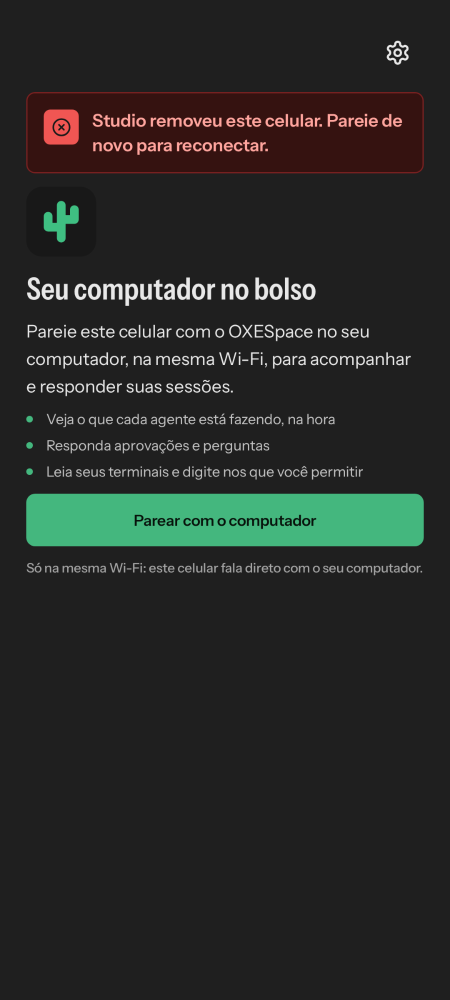 Studio removeu este celular. Pareie de
novo para reconectar.
Seu computador no bolso
Pareie este celular com o OXESpace no seu
computador, na mesma Wi-Fi, para acompanhar
e responder suas sessões.
Veja o que cada agente está fazendo, na hora
Responda aprovações e perguntas
Leia seus terminais e digite nos que você permitir
Parear com o computador
Só na mesma Wi-Fi: este celular fala direto com o seu computador.